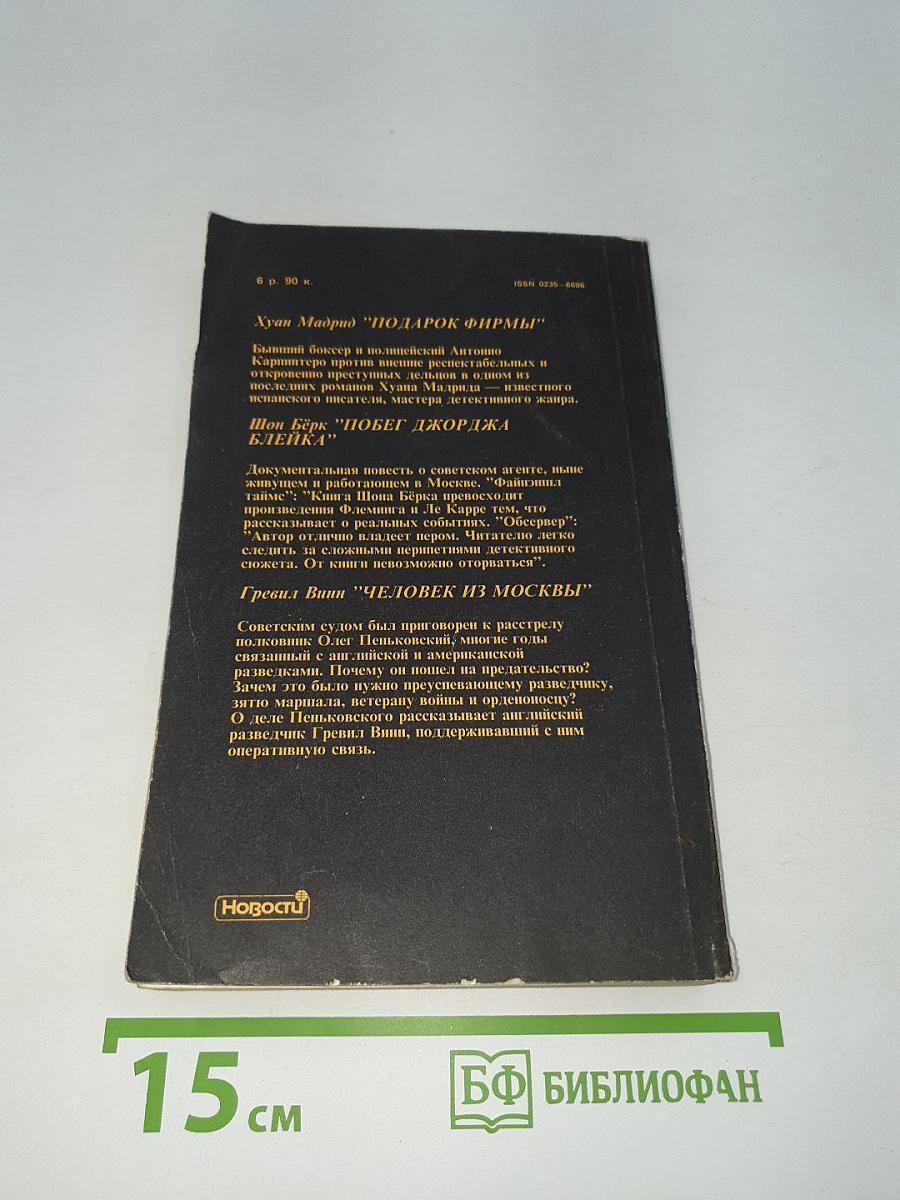 6 р. 90 к.
ISSN 0235—6686
Хуан Мадрид "ПОДАРОК ФИРМЫ"
Бывший боксер и полицейский Антонио
Карпинтеро против внешне респектабельных и
откровенно преступных дельцов в одном из
последних романов Хуана Мадрида — известного
испанского писателя, мастера детективного жанра.
Шон Бёрк "ПОБЕГ ДЖОРДЖА
БЛЕЙКА"
Документальная повесть о советском агенте, ныне
живущем и работающем в Москве. "Файнэншл
таймс": "Книга Шона Бёрка превосходит
произведения Флеминга и Ле Карре тем, что
рассказывает о реальных событиях. "Обсервер":
"Автор отлично владеет пером. Читателю легко
следить за сложными перипетиями детективного
сюжета. От книги невозможно оторваться".
Гревил Винн "ЧЕЛОВЕК ИЗ МОСКВЫ"
Советским судом был приговорен к расстрелу
полковник Олег Пеньковский, многие годы
связанный с английской и американской
разведками. Почему он пошел на предательство?
Зачем это было нужно преуспевающему разведчику,
зятю маршала, ветерану войны и орденоносцу?
О деле Пеньковского рассказывает английский
разведчик Гревил Винн, поддерживавший с ним
оперативную связь.
Новости
15 см
БФ БИБЛИОФАН